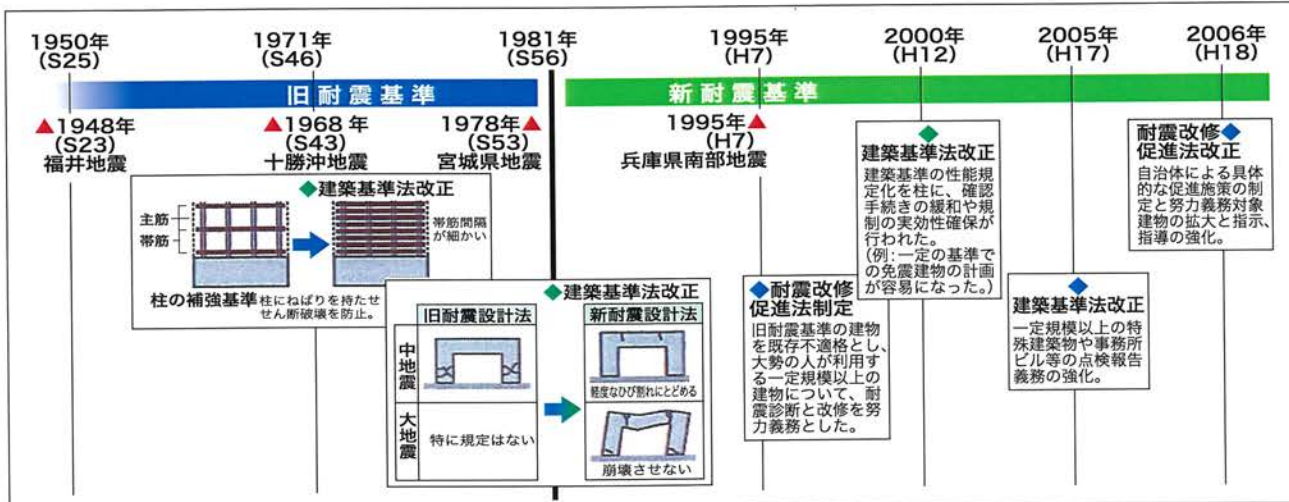 1950年
(S25)
1971年
(S46)
1981年
(S56)
1995年
(H7)
2000年
(H12)
2005年
(H17)
2006年
(H18)
旧耐震基準
新耐震基準
▲1948年
(S23)
福井地震
▲1968年
(S43)
十勝沖地震
1978年▲
(S53)
宮城県地震
1995年▲
(H7)
兵庫県南部地震
◆建築基準法改正
主筋
帯筋
帯筋間隔
が細かい
柱の補強基準
柱にねばりを持たせ
せん断破壊を防止。
◆建築基準法改正
旧耐震設計法
新耐震設計法
中地震
軽度なひび割れにとどめる
大地震
特に規定はない
崩壊させない
◆耐震改修
促進法制定
旧耐震基準の建物
を既存不適格とし、
大勢の人が利用す
る一定規模以上の
建物について、耐
震診断と改修を努
力義務とした。
◆
建築基準法改正
建築基準の性能規
定化を柱に、確認
手続きの緩和や規
制の実効性確保が
行われた。
(例:一定の基準で
の免震建物の計画
が容易になった。)
◆
建築基準法改正
一定規模以上の特
殊建築物や事務所
ビル等の点検報告
義務の強化。
耐震改修◆
促進法改正
自治体による具体
的な促進施策の制
定と努力義務対象
建物の拡大と指示、
指導の強化。